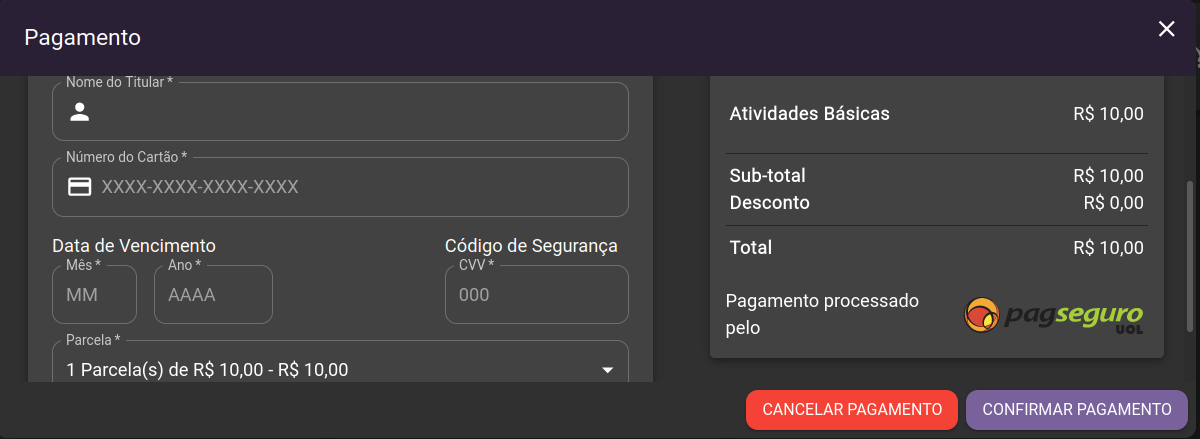 Pagamento
Nome do Titular *
Número do Cartão *
XXXX-XXXX-XXXX-XXXX
Data de Vencimento
Código de Segurança
Mês *
Ano *
CVV *
MM
AAAA
000
Parcela *
1 Parcela(s) de R$ 10,00 - R$ 10,00
Atividades Básicas R$ 10,00
Sub-total R$ 10,00
Desconto R$ 0,00
Total R$ 10,00
Pagamento processado
pelo
pagseguro
UOL
CANCELAR PAGAMENTO
CONFIRMAR PAGAMENTO